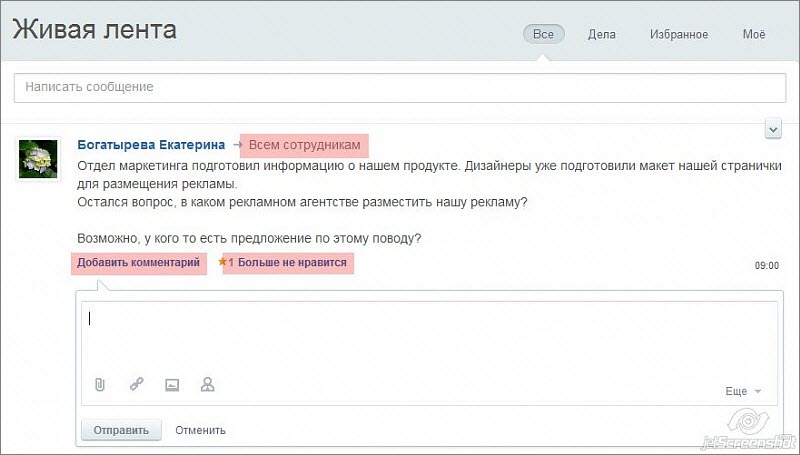 Живая лента
Все Дела Избранное Моё
Написать сообщение
Богатырева Екатерина → Всем сотрудникам
Отдел маркетинга подготовил информацию о нашем продукте. Дизайнеры уже подготовили макет нашей странички
для размещения рекламы.
Остался вопрос, в каком рекламном агентстве разместить нашу рекламу?
Возможно, у кого то есть предложение по этому поводу?
Добавить комментарий ★1 Больше не нравится
09:00
Еще
Отправить Отменить
jetScreenshot